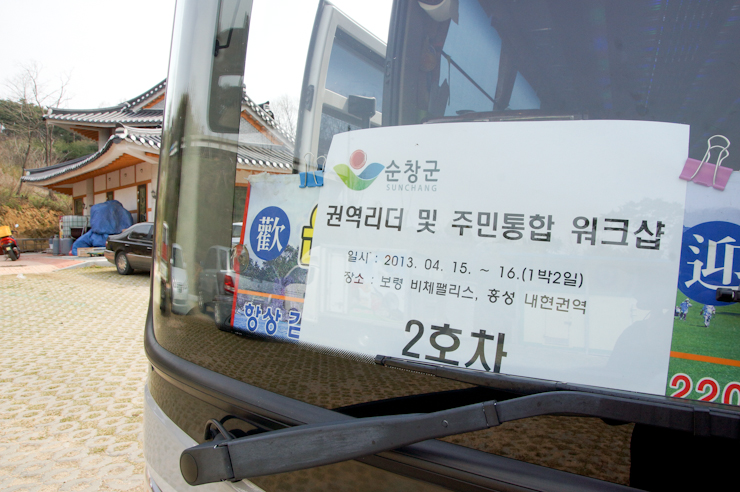 순창군
SUNCHANG
권역리더 및 주민통합 워크샵
일시 : 2013. 04. 15. ~ 16.(1박2일)
장소 : 보령 비체팰리스, 홍성 내현권역
2호차
歡
항상
迎
220